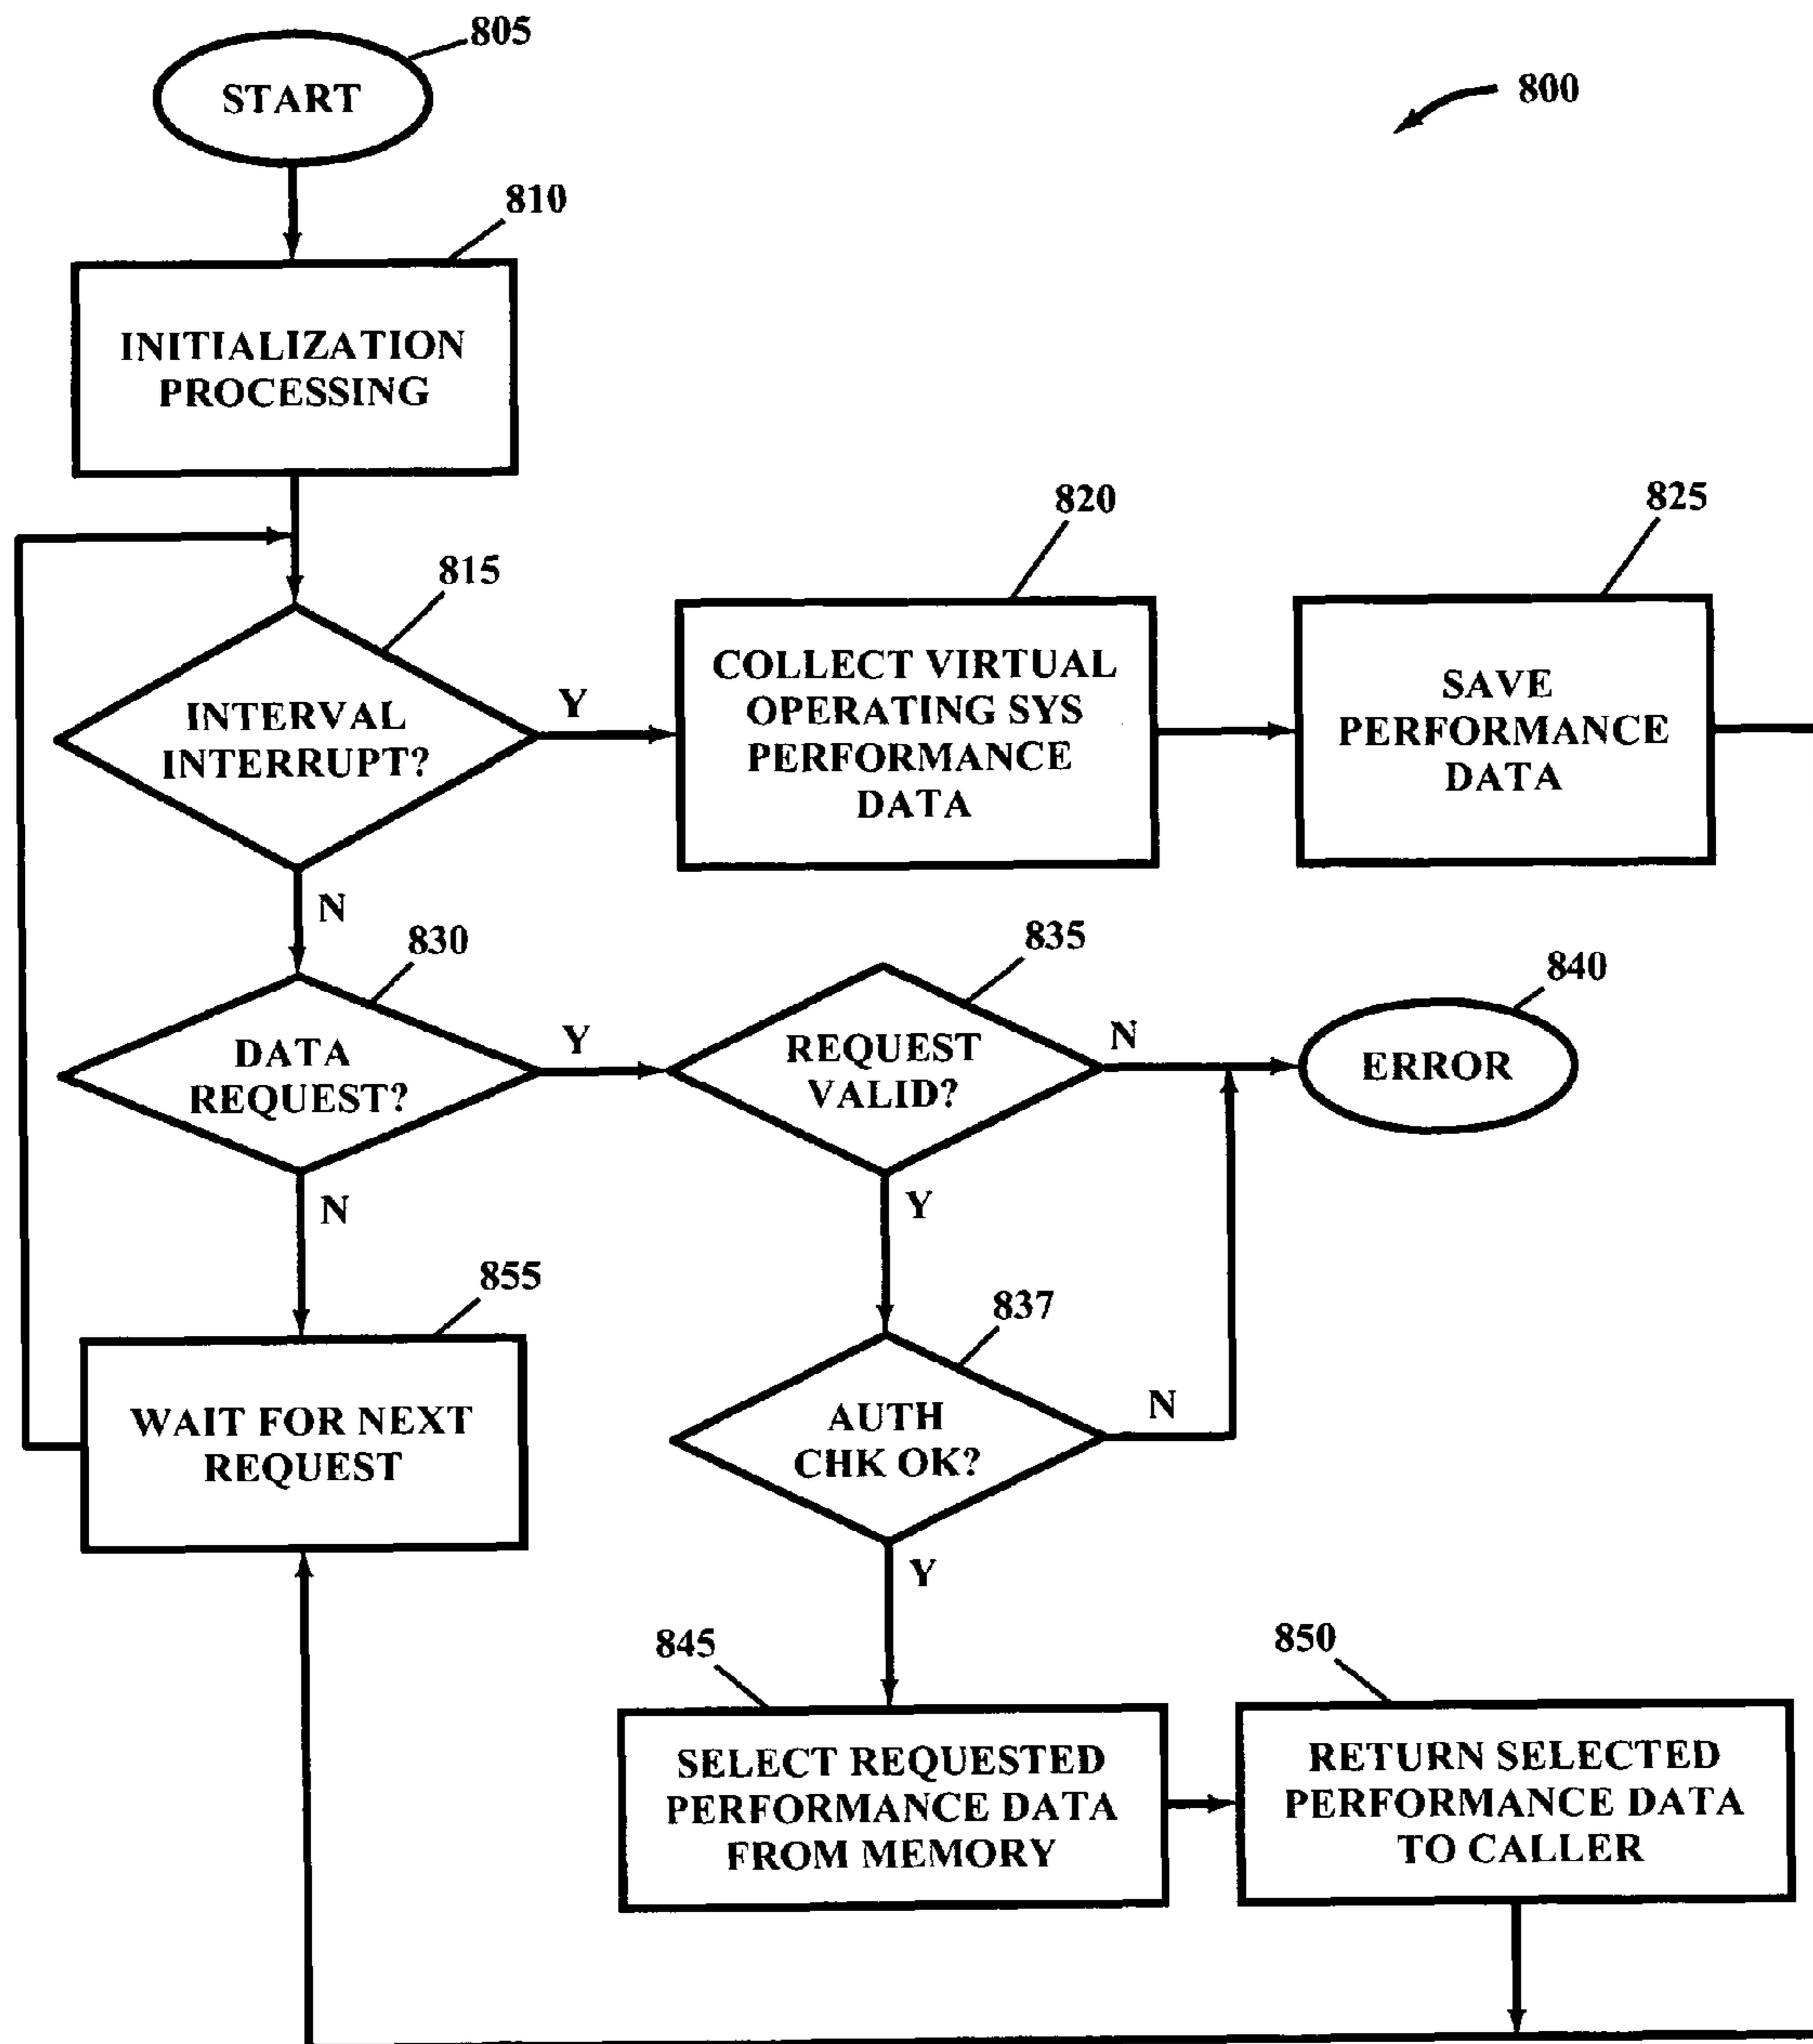 805
START
800
810
INITIALIZATION
PROCESSING
815
INTERVAL
INTERRUPT?
Y
820
COLLECT VIRTUAL
OPERATING SYS
PERFORMANCE
DATA
825
SAVE
PERFORMANCE
DATA
N
830
DATA
REQUEST?
Y
835
REQUEST
VALID?
N
840
ERROR
N
Y
855
WAIT FOR NEXT
REQUEST
837
AUTH
CHK OK?
N
Y
845
SELECT REQUESTED
PERFORMANCE DATA
FROM MEMORY
850
RETURN SELECTED
PERFORMANCE DATA
TO CALLER